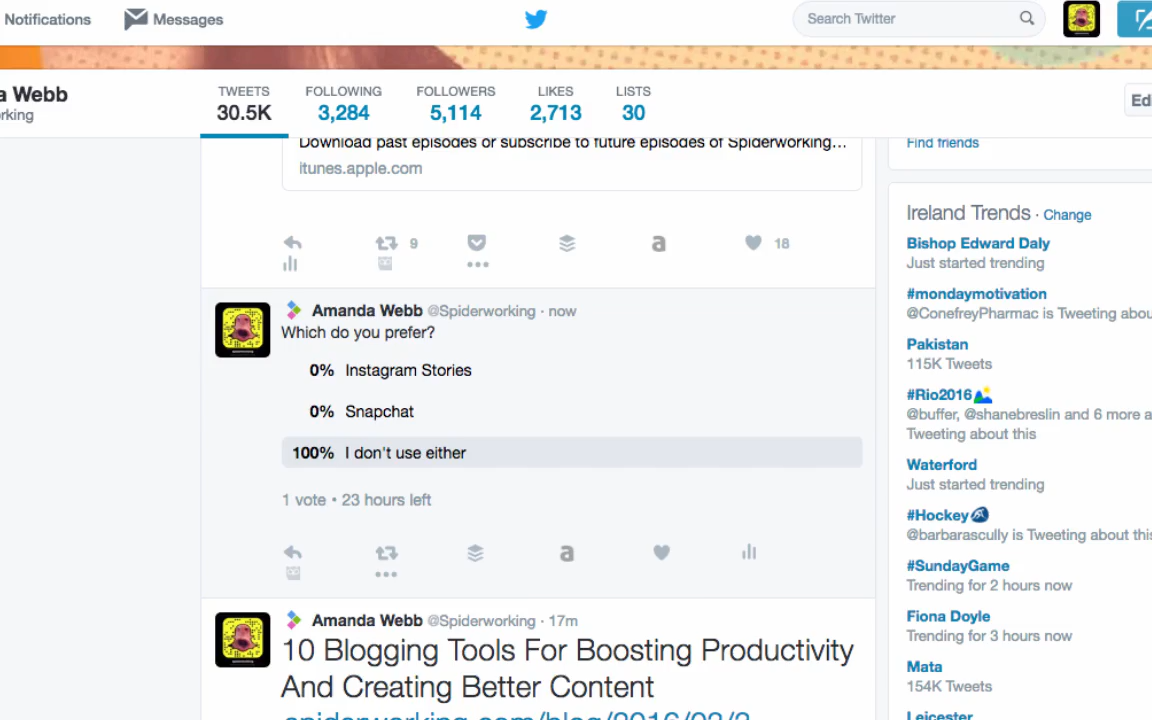 Notifications
Messages
Search Twitter
a Webb
rking
TWEETS
30.5K
FOLLOWING
3,284
FOLLOWERS
5,114
LIKES
2,713
LISTS
30
Edi
Download past episodes or subscribe to future episodes of Spiderworking...
itunes.apple.com
9
18
Amanda Webb @Spiderworking · now
Which do you prefer?
0% Instagram Stories
0% Snapchat
100% I don't use either
1 vote • 23 hours left
Amanda Webb @Spiderworking · 17m
10 Blogging Tools For Boosting Productivity
And Creating Better Content
Find friends
Ireland Trends · Change
Bishop Edward Daly
Just started trending
#mondaymotivation
@ConefreyPharmac is Tweeting abou
Pakistan
115K Tweets
#Rio2016
@buffer, @shanebreslin and 6 more a
Tweeting about this
Waterford
Just started trending
#Hockey
@barbarascully is Tweeting about this
#SundayGame
Trending for 2 hours now
Fiona Doyle
Trending for 3 hours now
Mata
154K Tweets
Leicester